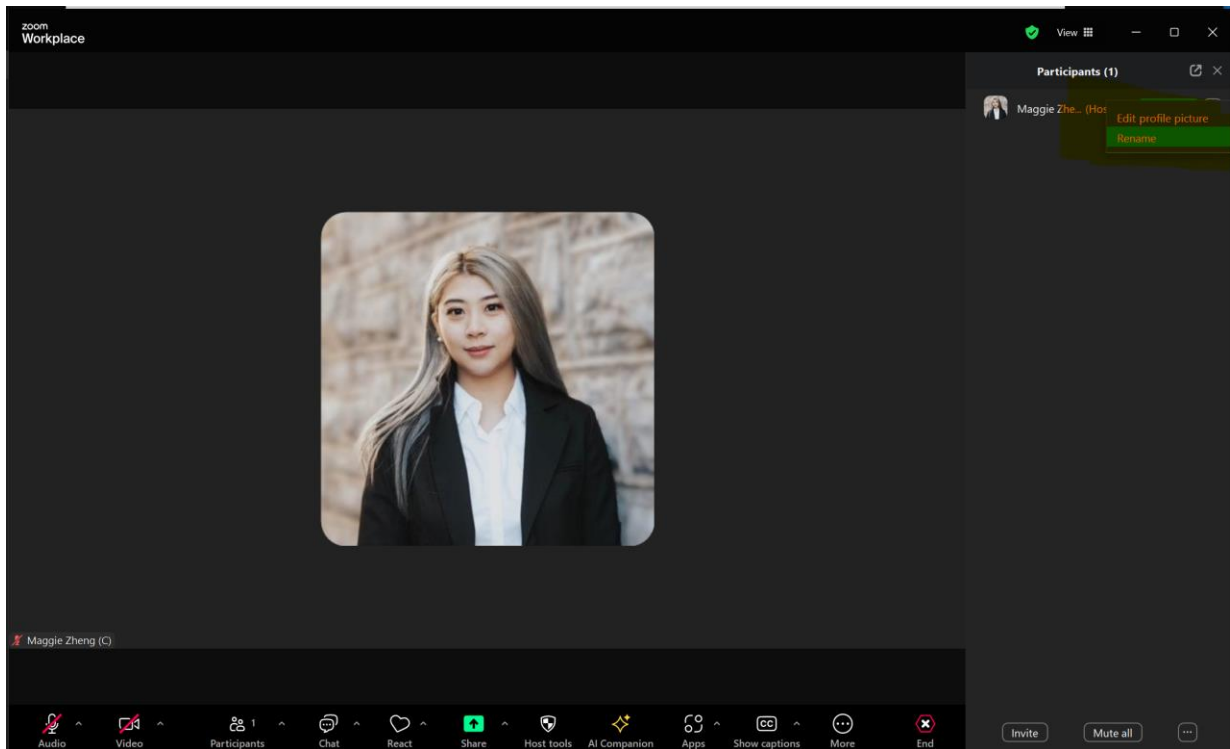 zoom
Workplace
View
Participants (1)
Maggie Zhe... (Hos
Edit profile picture
Rename
Maggie Zheng (C)
1
Audio
Video
Participants
Chat
React
Share
Host tools
AI Companion
Apps
CC
Show captions
More
End
Invite
Mute all